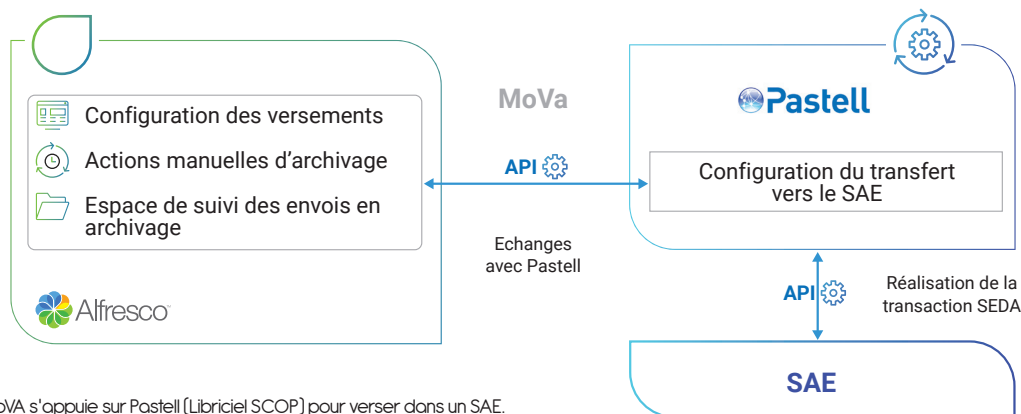 Configuration des versements
Actions manuelles d'archivage
Espace de suivi des envois en
archivage
Alfresco
MoVa
API
Echanges
avec Pastell
Pastell
Configuration du transfert
vers le SAE
API
Réalisation de la
transaction SEDA
SAE
s'appuie sur Pastell (Libriciel SCOP) pour verser dans un SAE.